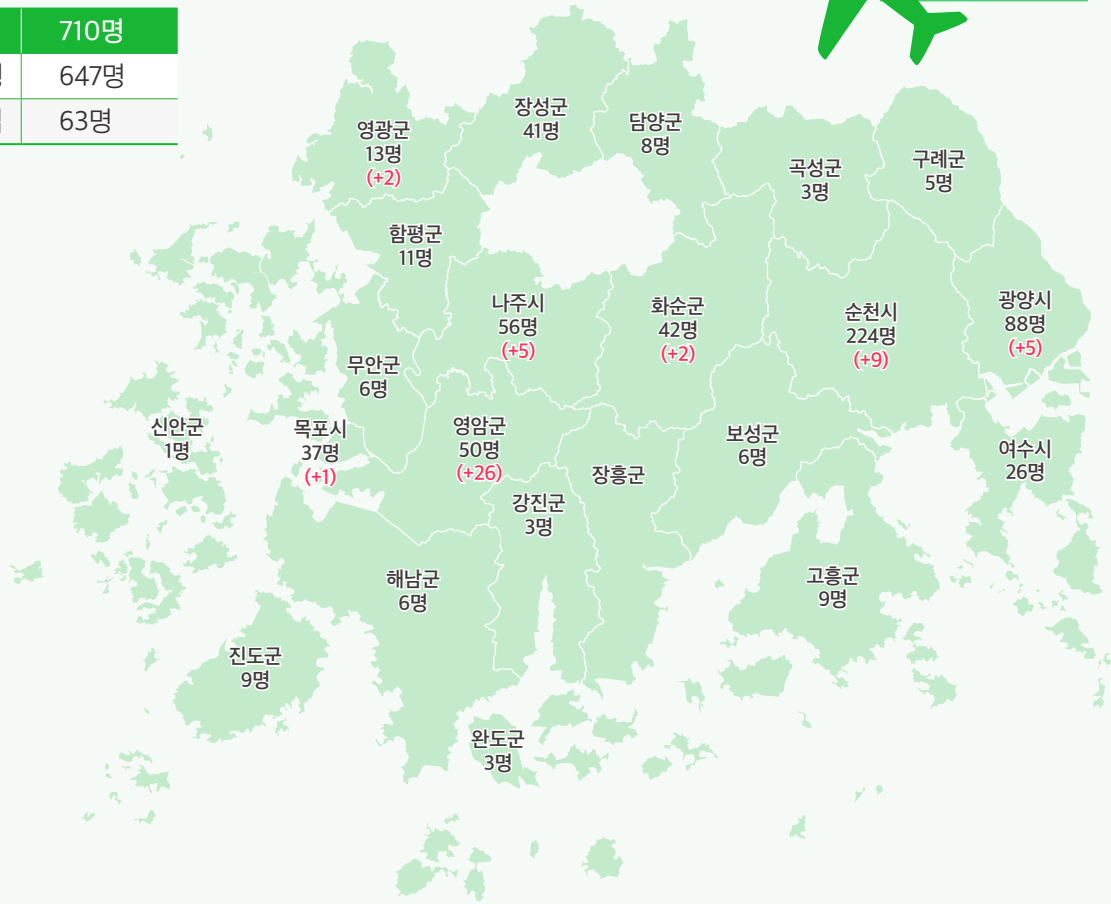 710명
647명
63명
장성군
41명
담양군
8명
영광군
13명
(+2)
곡성군
3명
구례군
5명
함평군
11명
나주시
56명
(+5)
화순군
42명
(+2)
순천시
224명
(+9)
광양시
88명
(+5)
무안군
6명
신안군
1명
목포시
37명
(+1)
영암군
50명
(+26)
장흥군
보성군
6명
여수시
26명
강진군
3명
해남군
6명
고흥군
9명
진도군
9명
완도군
3명